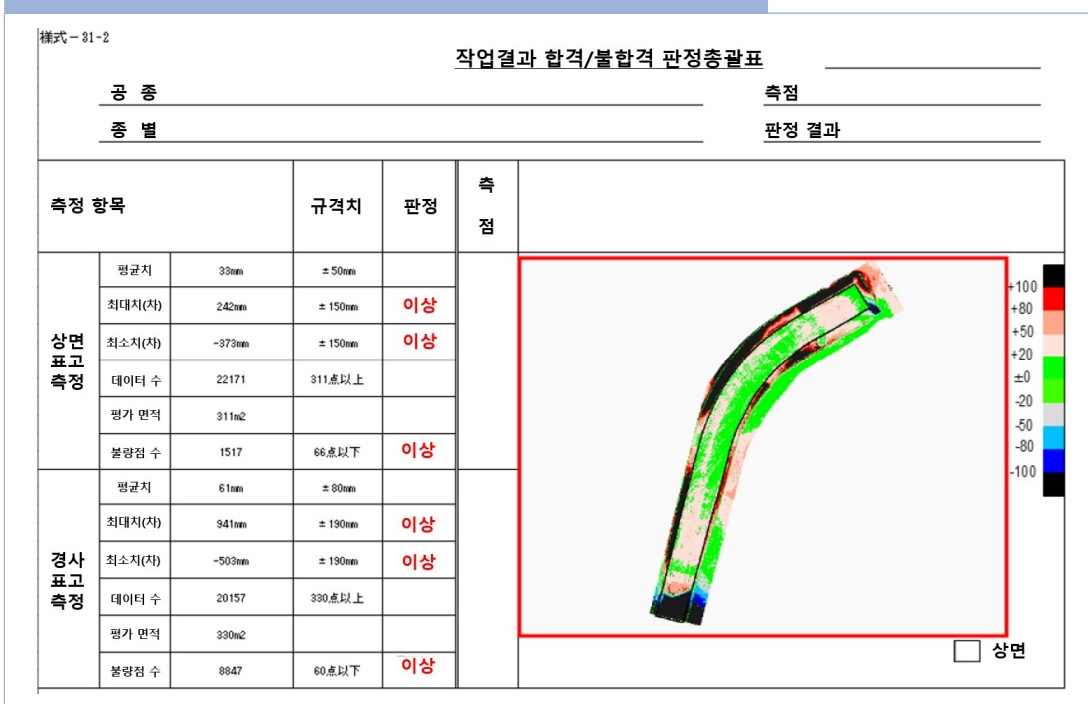 様式－31-2
작업결과 합격/불합격 판정총괄표
공 종
측점
종 별
판정 결과
측정 항목 규격치 판정 측점
상면 표고 측정
평균치 33mm ±50mm
최대치(차) 242mm ±150mm 이상
최소치(차) -373mm ±150mm 이상
데이터 수 22171 311点以上
평가 면적 311m2
불량점 수 1517 66点以下 이상
경사 표고 측정
평균치 61mm ±80mm
최대치(차) 941mm ±190mm 이상
최소치(차) -503mm ±190mm 이상
데이터 수 20157 330点以上
평가 면적 330m2
불량점 수 8847 60点以下 이상
+100
+80
+50
+20
±0
-20
-50
-80
-100
상면